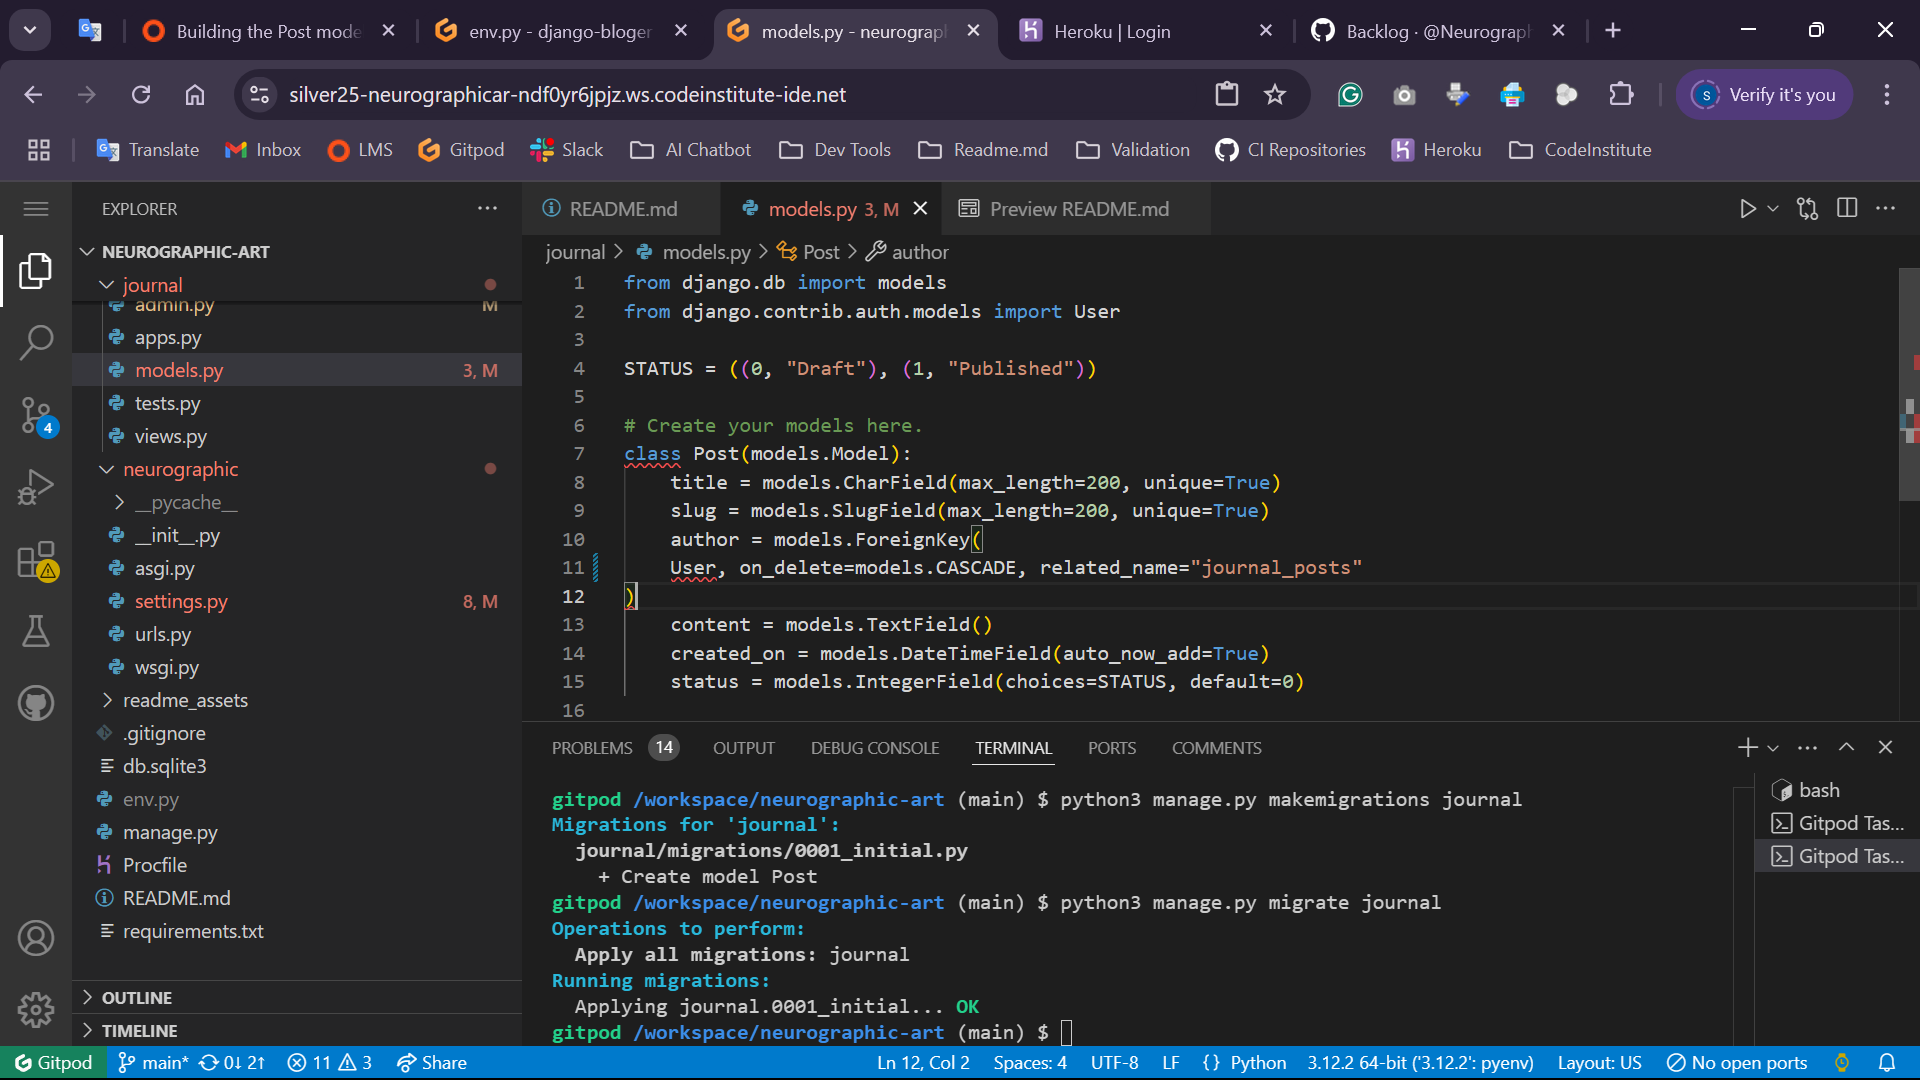 Building the Post mode
env.py - django-bloger
models.py - neurograph
Heroku | Login
Backlog · @Neurograph
silver25-neurographicar-ndf0yr6jpjz.ws.codeinstitute-ide.net
S
Verify it's you
Translate
Inbox
LMS
Gitpod
Slack
AI Chatbot
Dev Tools
Readme.md
Validation
CI Repositories
Heroku
CodeInstitute
EXPLORER
NEUROGRAPHIC-ART
journal
admin.py M
apps.py
models.py 3, M
tests.py
views.py
neurographic
__pycache__
__init__.py
asgi.py
settings.py 8, M
urls.py
wsgi.py
readme_assets
.gitignore
db.sqlite3
env.py
manage.py
Procfile
README.md
requirements.txt
OUTLINE
TIMELINE
4
README.md
models.py 3, M
Preview README.md
journal > models.py > Post > author
1 from django.db import models
2 from django.contrib.auth.models import User
3
4 STATUS = ((0, "Draft"), (1, "Published"))
5
6 # Create your models here.
7 class Post(models.Model):
8 title = models.CharField(max_length=200, unique=True)
9 slug = models.SlugField(max_length=200, unique=True)
10 author = models.ForeignKey(
11 User, on_delete=models.CASCADE, related_name="journal_posts"
12 )
13 content = models.TextField()
14 created_on = models.DateTimeField(auto_now_add=True)
15 status = models.IntegerField(choices=STATUS, default=0)
16
PROBLEMS 14
OUTPUT
DEBUG CONSOLE
TERMINAL
PORTS
COMMENTS
gitpod /workspace/neurographic-art (main) $ python3 manage.py makemigrations journal
Migrations for 'journal':
journal/migrations/0001_initial.py
+ Create model Post
gitpod /workspace/neurographic-art (main) $ python3 manage.py migrate journal
Operations to perform:
Apply all migrations: journal
Running migrations:
Applying journal.0001_initial... OK
gitpod /workspace/neurographic-art (main) $
bash
Gitpod Tas...
Gitpod Tas...
Gitpod
main*
0↓ 2↑
11
3
Share
Ln 12, Col 2
Spaces: 4
UTF-8
LF
{} Python
3.12.2 64-bit ('3.12.2': pyenv)
Layout: US
No open ports